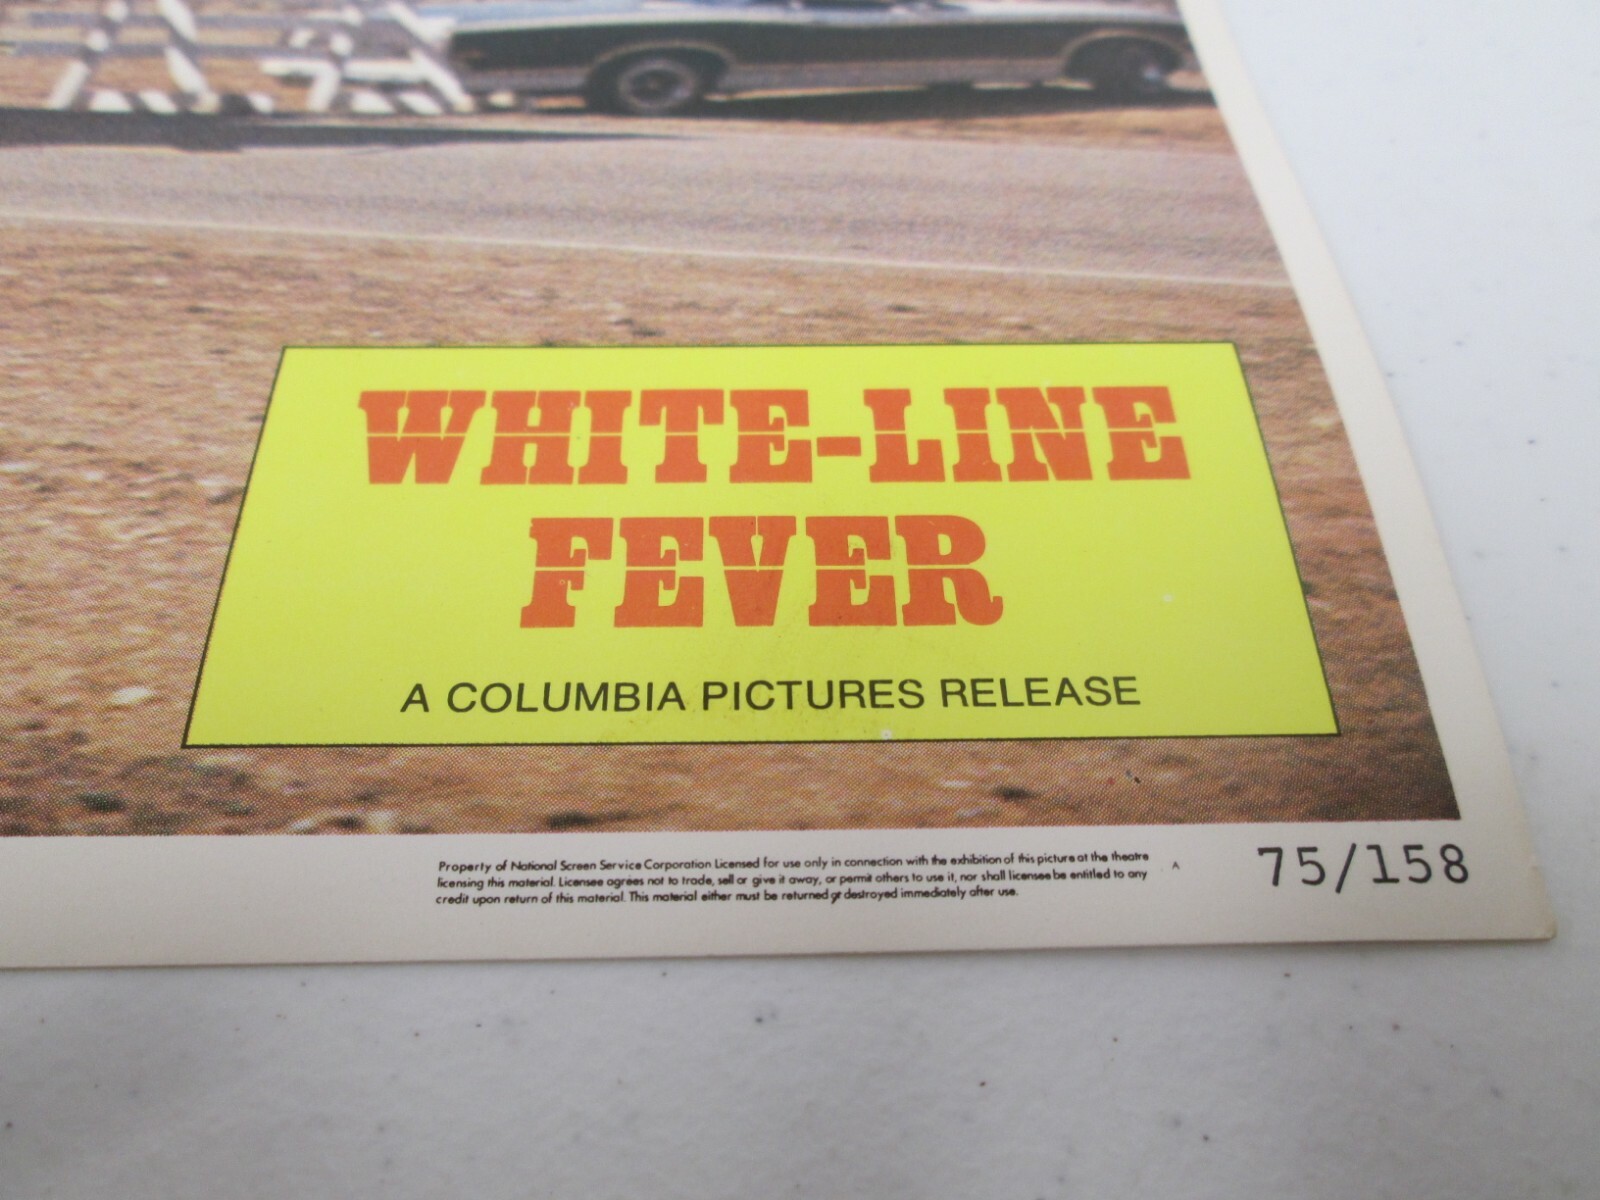 WHITE-LINE
FEVER
A COLUMBIA PICTURES RELEASE
Property of National Screen Service Corporation Licensed for use only in connection with the exhibition of this picture at the theatre
licensing this material. Licensee agrees not to trade, sell or give it away, or permit others to use it, nor shall licensee be entitled to any
credit upon return of this material. This material either must be returned or destroyed immediately after use.
A
75/158